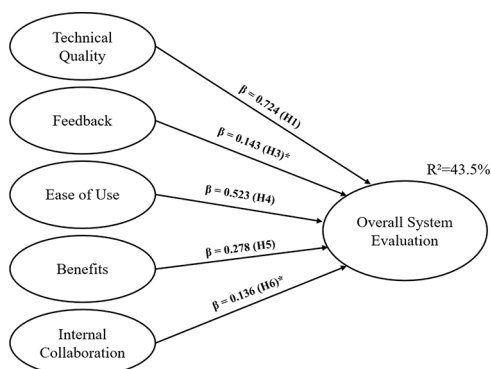 Technical
Quality
β = 0.724 (H1)
Feedback
β = 0.143 (H3)*
R²=43.5%
Ease of Use
β = 0.523 (H4)
Overall System
Evaluation
Benefits
β = 0.278 (H5)
β = 0.136 (H6)*
Internal
Collaboration